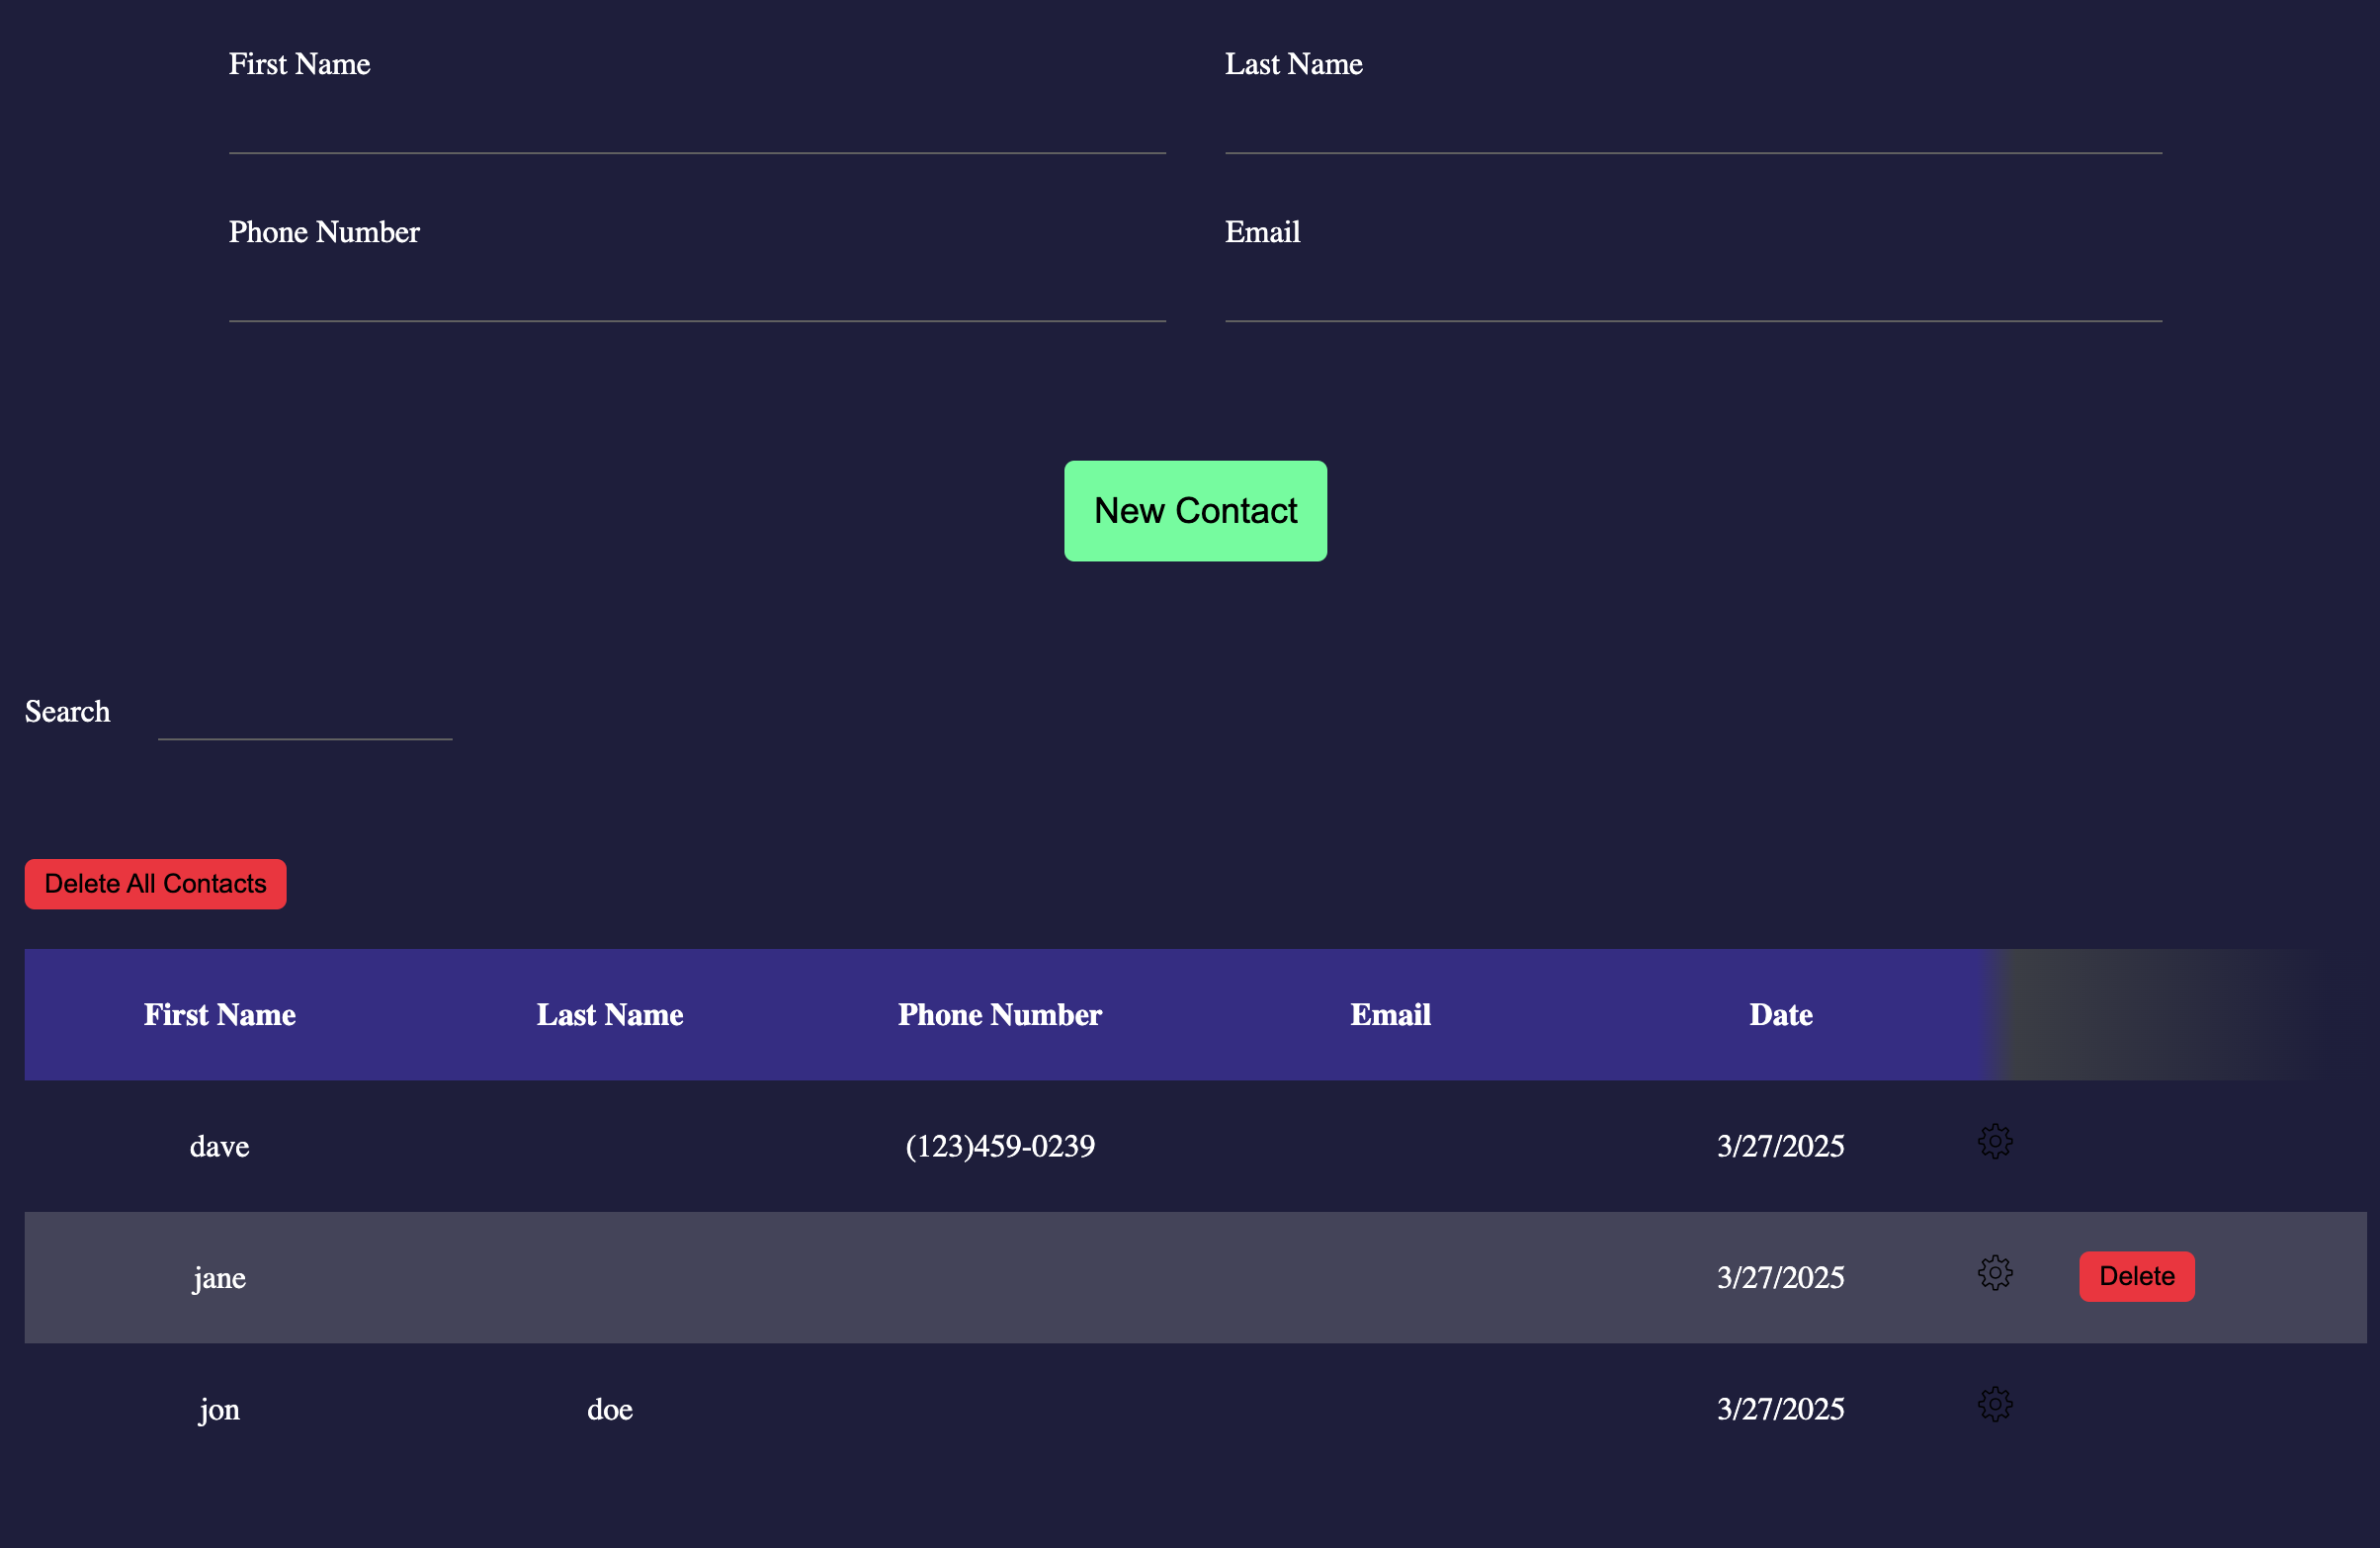 First Name Last Name
Phone Number Email
New Contact
Search
Delete All Contacts
First Name Last Name Phone Number Email Date
dave (123)459-0239 3/27/2025
jane 3/27/2025 Delete
jon doe 3/27/2025